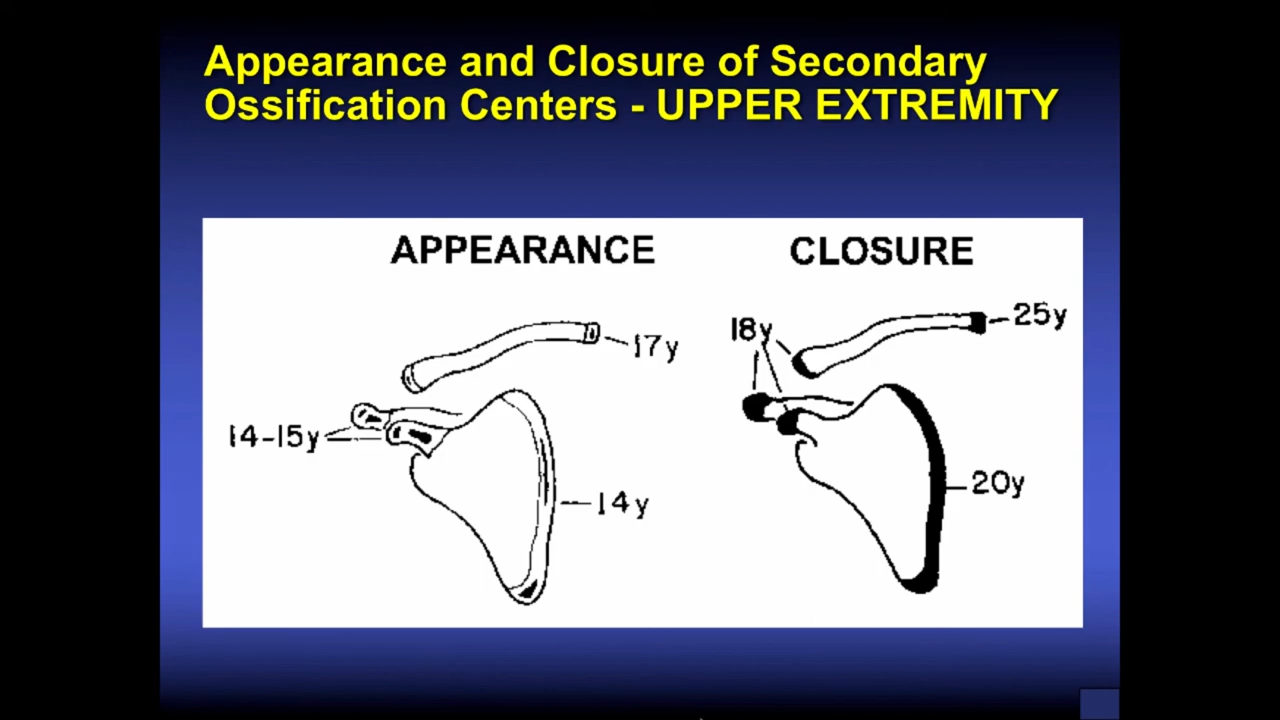 Appearance and Closure of Secondary
Ossification Centers - UPPER EXTREMITY
APPEARANCE
17y
14-15y
14y
CLOSURE
18y
25y
20y